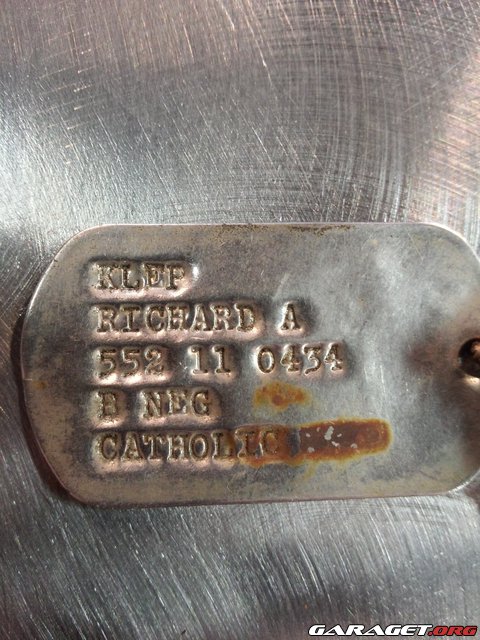 KLEP
RICHARD A
552 11 0434
B NEG
CATHOLIC
GARAGET.ORG